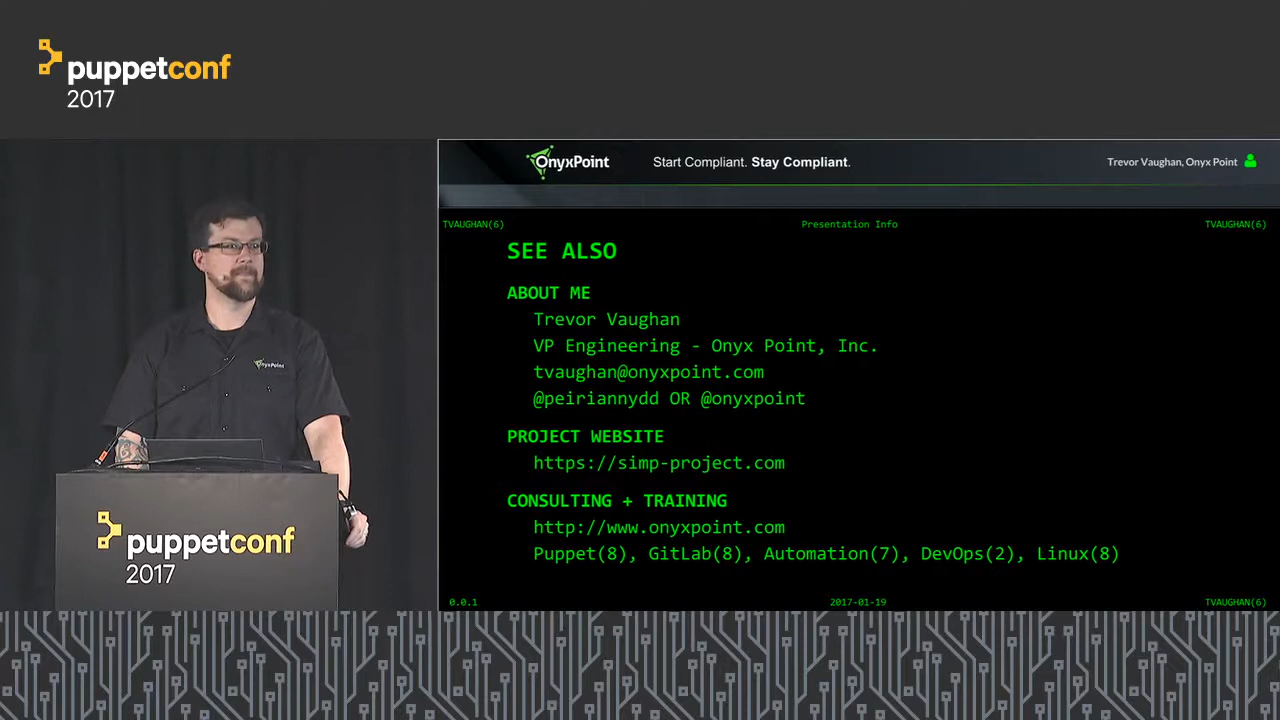 puppetconf
2017
OnyxPoint
Start Compliant. Stay Compliant.
Trevor Vaughan, Onyx Point
TVAUGHAN(6)
Presentation Info
TVAUGHAN(6)
SEE ALSO
ABOUT ME
Trevor Vaughan
VP Engineering - Onyx Point, Inc.
tvaughan@onyxpoint.com
@peiriannydd OR @onyxpoint
PROJECT WEBSITE
https://simp-project.com
CONSULTING + TRAINING
http://www.onyxpoint.com
Puppet(8), GitLab(8), Automation(7), DevOps(2), Linux(8)
0.0.1
2017-01-19
TVAUGHAN(6)
OnyxPoint
puppetconf
2017